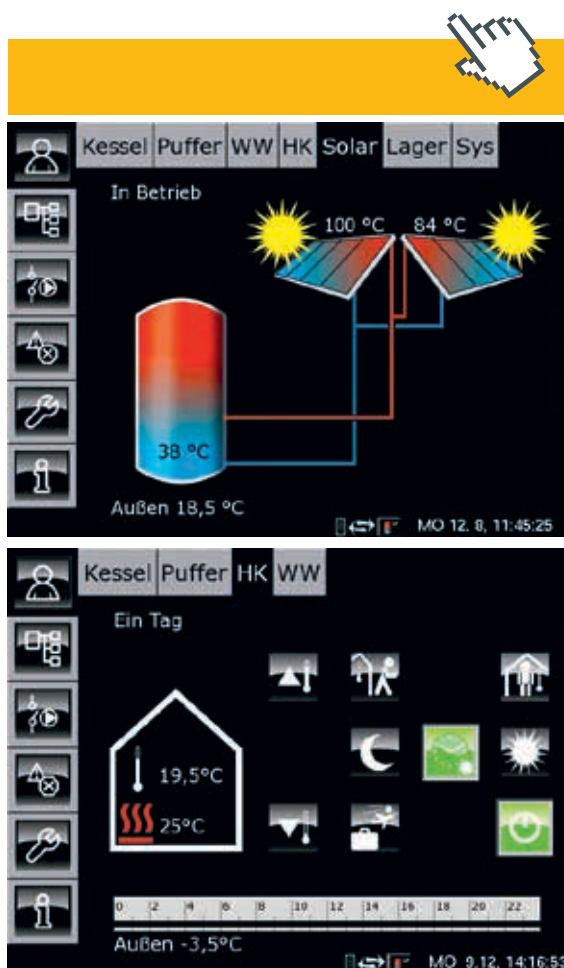 Kessel Puffer WW HK Solar Lager Sys
In Betrieb
100 °C 84 °C
38 °C
Außen 18,5 °C
MO 12. 8, 11:45:25
Kessel Puffer HK WW
Ein Tag
19,5°C
25°C
0 2 4 6 8 10 12 14 16 18 20 22
Außen -3,5°C
MO 9.12. 14:16:53